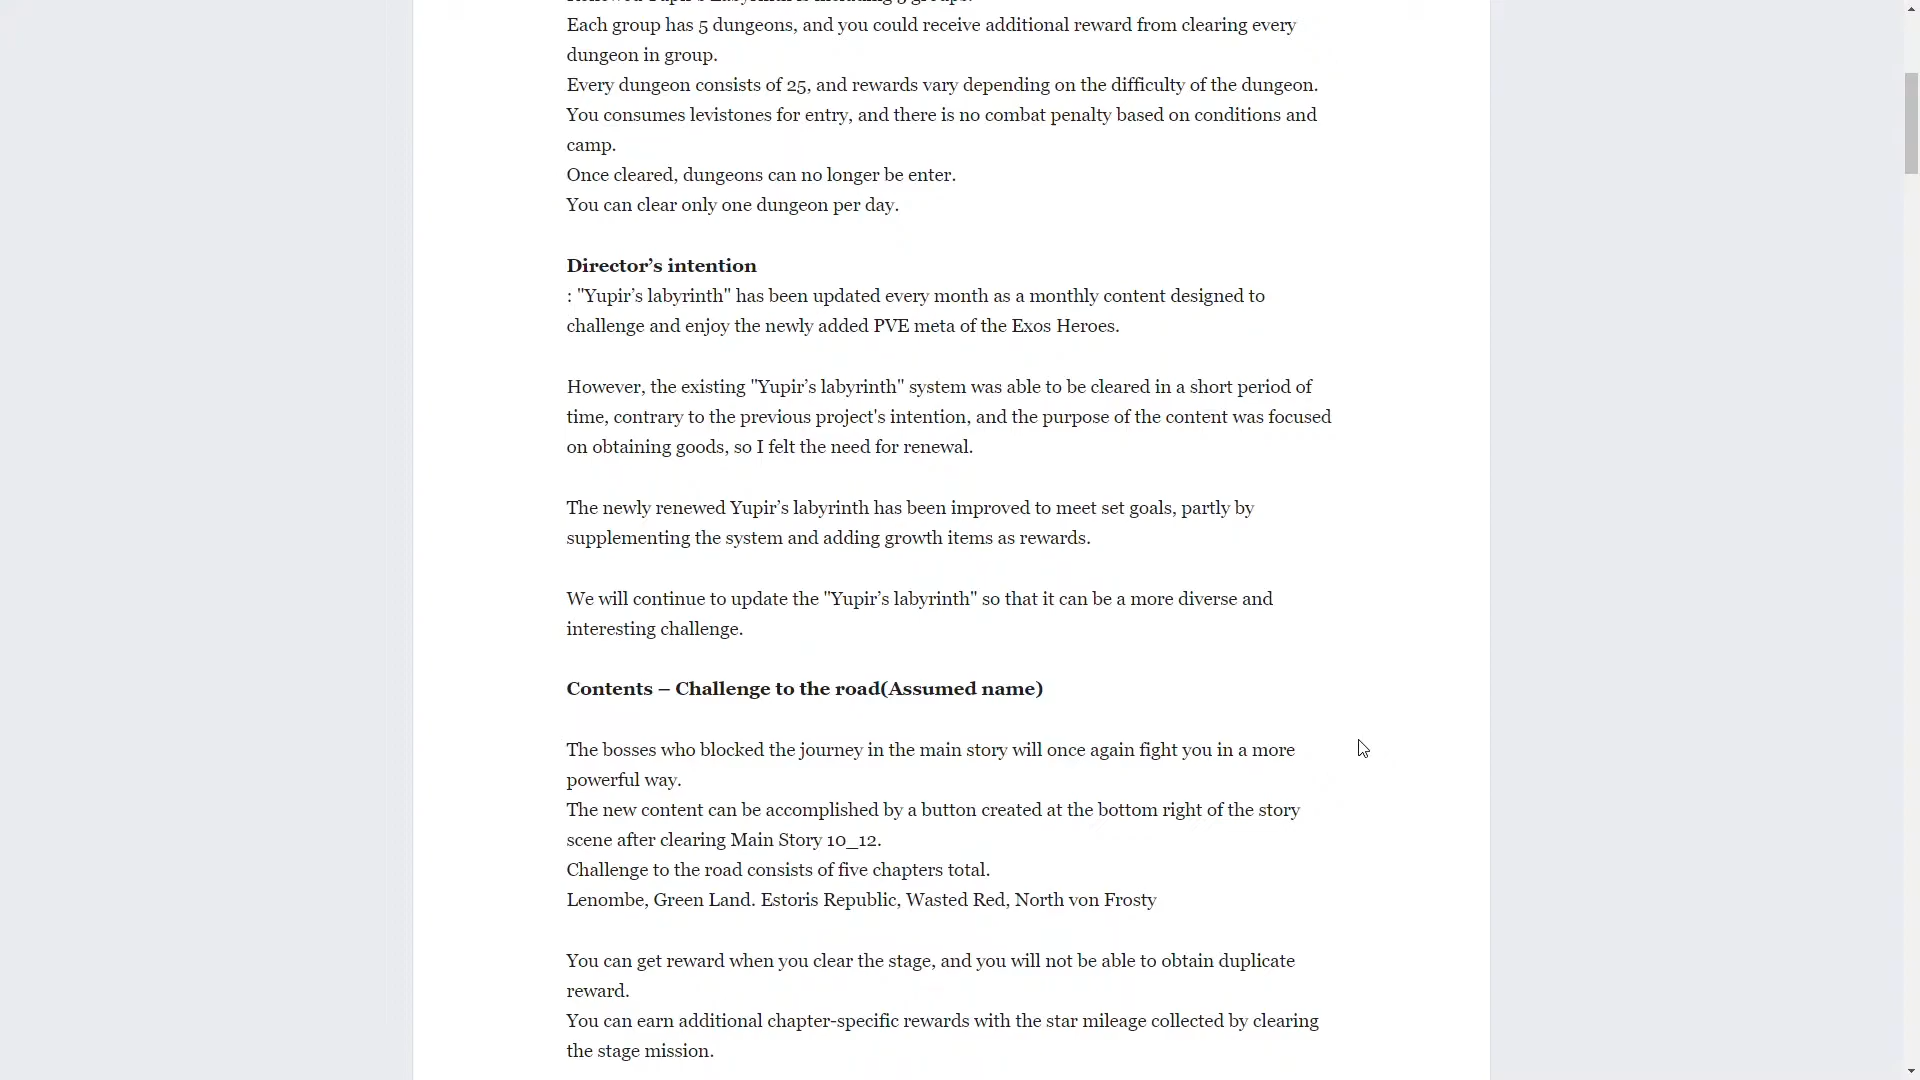 Renewed Yupir's Labyrinth is including 5 groups.
Each group has 5 dungeons, and you could receive additional reward from clearing every
dungeon in group.
Every dungeon consists of 25, and rewards vary depending on the difficulty of the dungeon.
You consumes levistones for entry, and there is no combat penalty based on conditions and
camp.
Once cleared, dungeons can no longer be enter.
You can clear only one dungeon per day.
Director’s intention
: "Yupir’s labyrinth" has been updated every month as a monthly content designed to
challenge and enjoy the newly added PVE meta of the Exos Heroes.
However, the existing "Yupir’s labyrinth" system was able to be cleared in a short period of
time, contrary to the previous project's intention, and the purpose of the content was focused
on obtaining goods, so I felt the need for renewal.
The newly renewed Yupir’s labyrinth has been improved to meet set goals, partly by
supplementing the system and adding growth items as rewards.
We will continue to update the "Yupir’s labyrinth" so that it can be a more diverse and
interesting challenge.
Contents – Challenge to the road(Assumed name)
The bosses who blocked the journey in the main story will once again fight you in a more
powerful way.
The new content can be accomplished by a button created at the bottom right of the story
scene after clearing Main Story 10_12.
Challenge to the road consists of five chapters total.
Lenombe, Green Land. Estoris Republic, Wasted Red, North von Frosty
You can get reward when you clear the stage, and you will not be able to obtain duplicate
reward.
You can earn additional chapter-specific rewards with the star mileage collected by clearing
the stage mission.